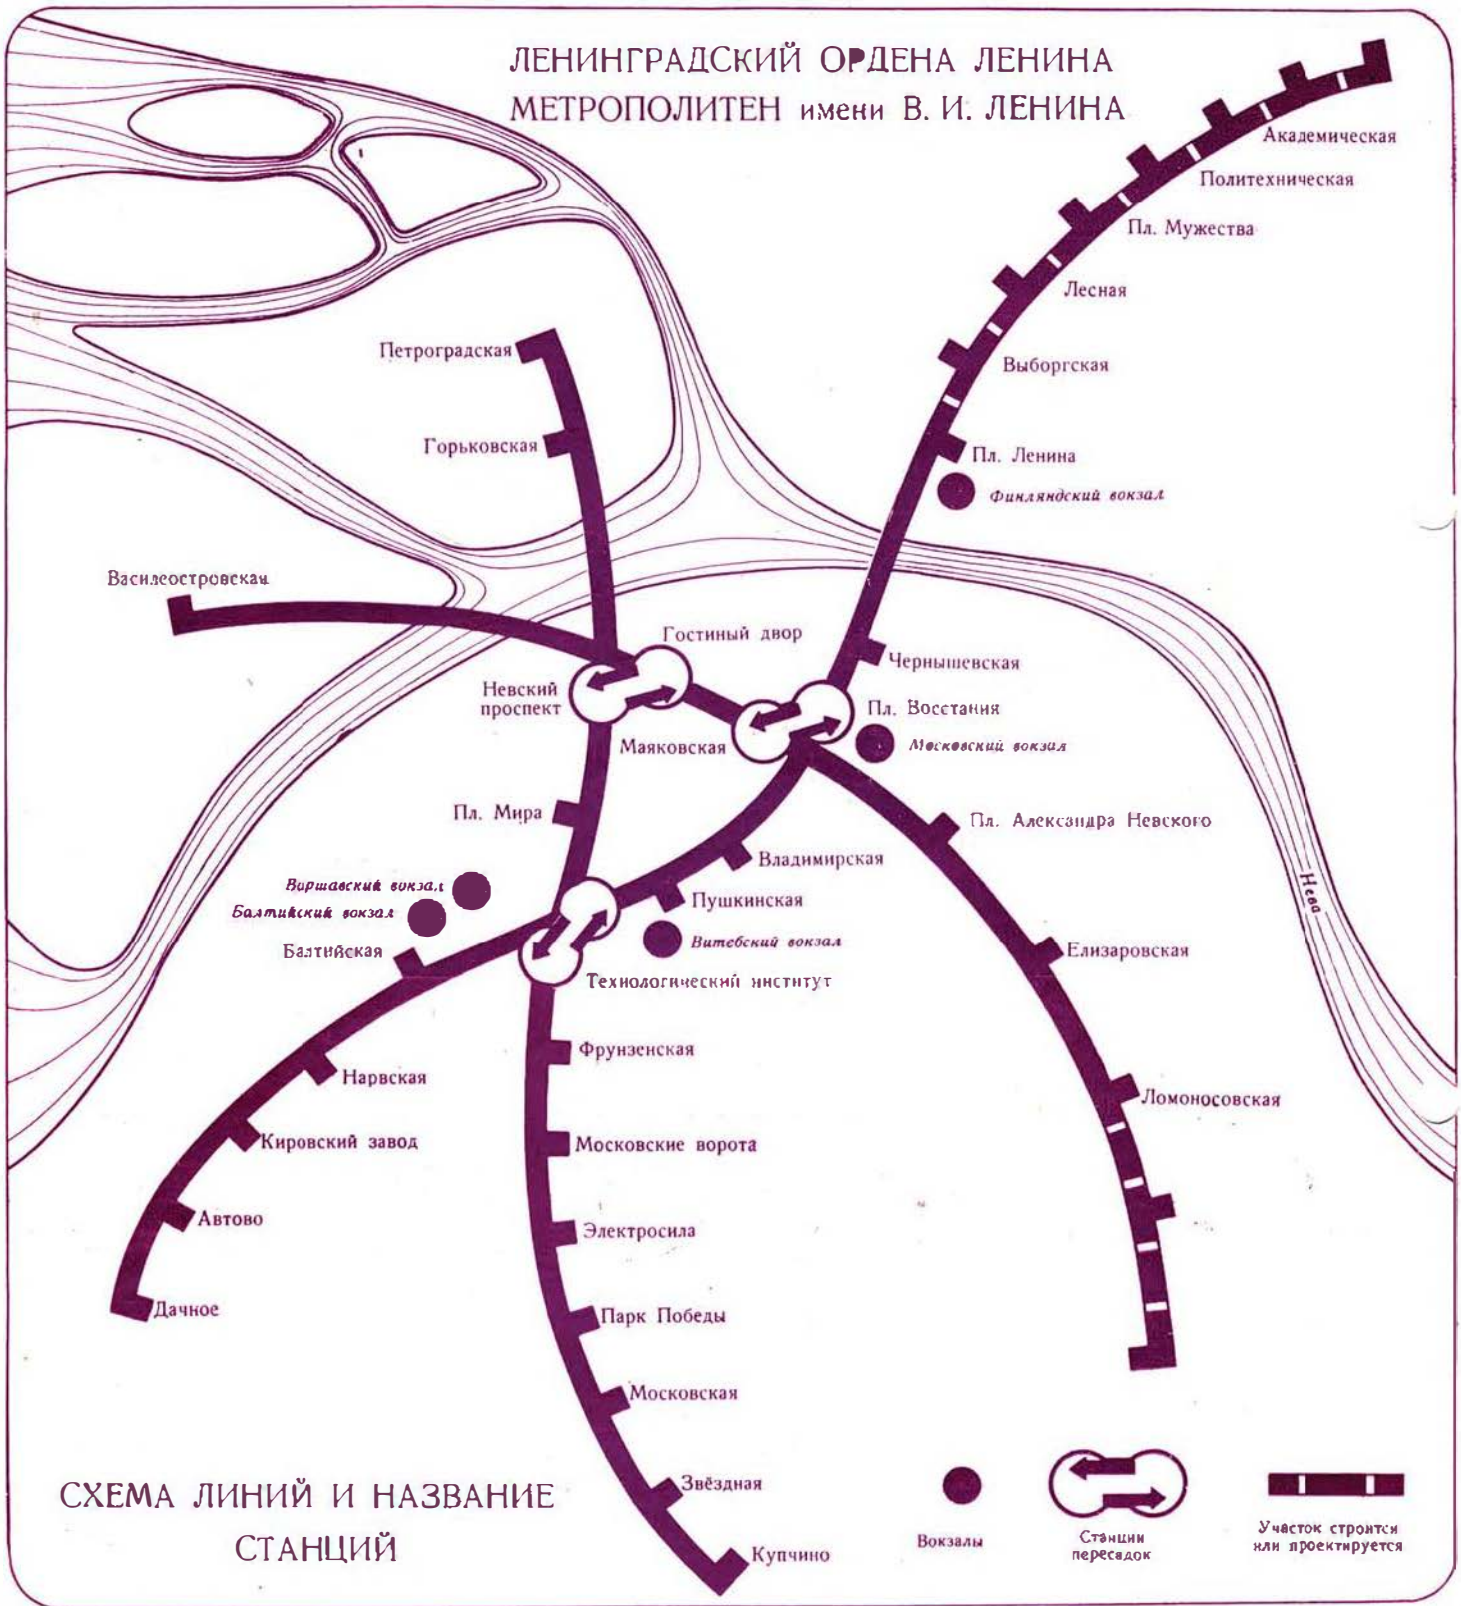 ЛЕНИНГРАДСКИЙ ОРДЕНА ЛЕНИНА
МЕТРОПОЛИТЕН имени В. И. ЛЕНИНА
Академическая
Политехническая
Пл. Мужества
Лесная
Выборгская
Пл. Ленина
Финляндский вокзал
Петроградская
Горьковская
Василеостровская
Гостиный двор
Чернышевская
Невский
проспект
Пл. Восстания
Московский вокзал
Маяковская
Пл. Мира
Пл. Александра Невского
Владимирская
Варшавский вокзал
Балтийский вокзал
Пушкинская
Витебский вокзал
Балтийская
Технологический институт
Елизаровская
Нева
Фрунзенская
Нарвская
Ломоносовская
Кировский завод
Московские ворота
Автово
Электросила
Дачное
Парк Победы
Московская
Звёздная
Купчино
СХЕМА ЛИНИЙ И НАЗВАНИЕ
СТАНЦИЙ
Вокзалы
Станции
пересадок
Участок строится
или проектируется